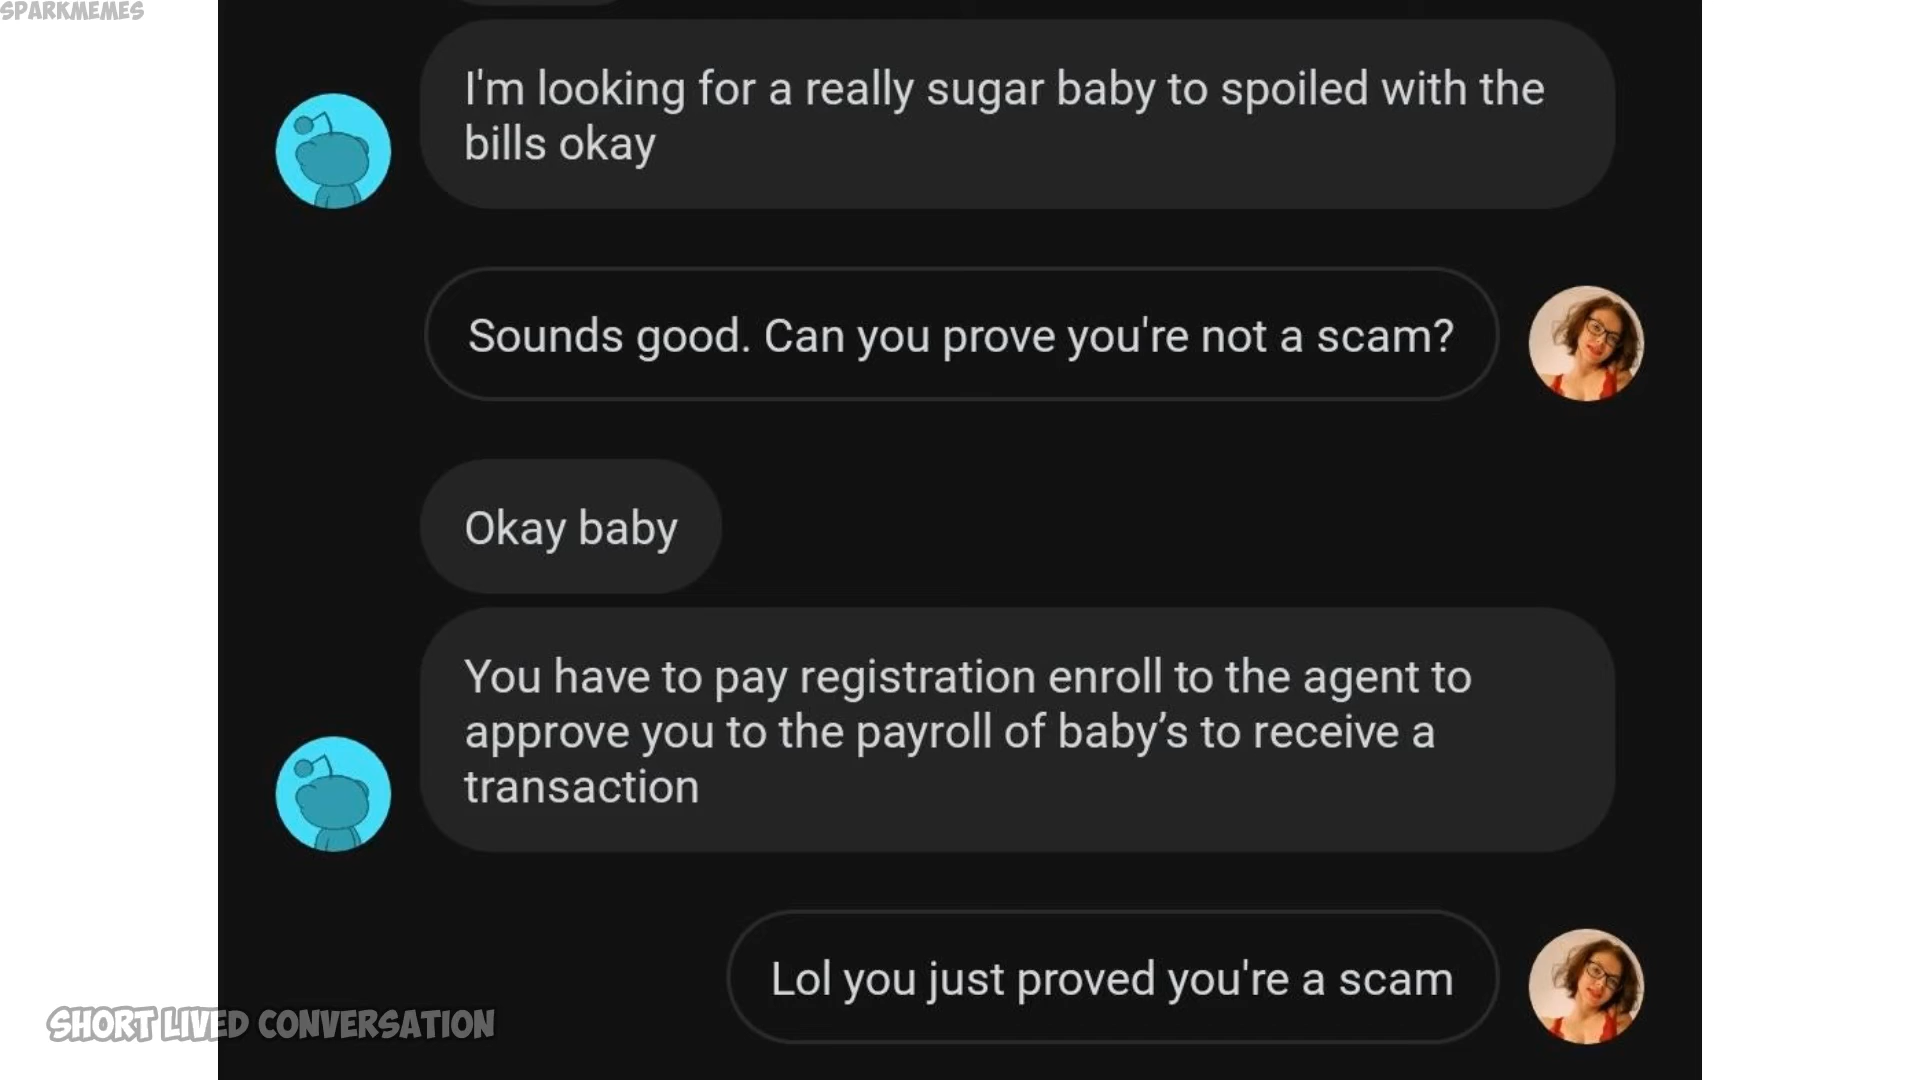 SPARKMEMES
I'm looking for a really sugar baby to spoiled with the
bills okay
Sounds good. Can you prove you're not a scam?
Okay baby
You have to pay registration enroll to the agent to
approve you to the payroll of baby’s to receive a
transaction
Lol you just proved you're a scam
SHORT LIVED CONVERSATION